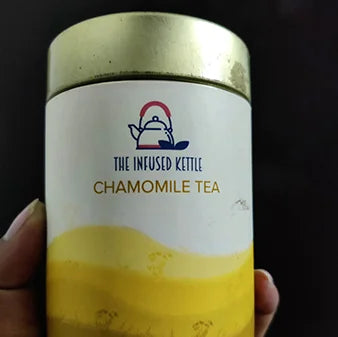 THE INFUSED KETTLE
CHAMOMILE TEA